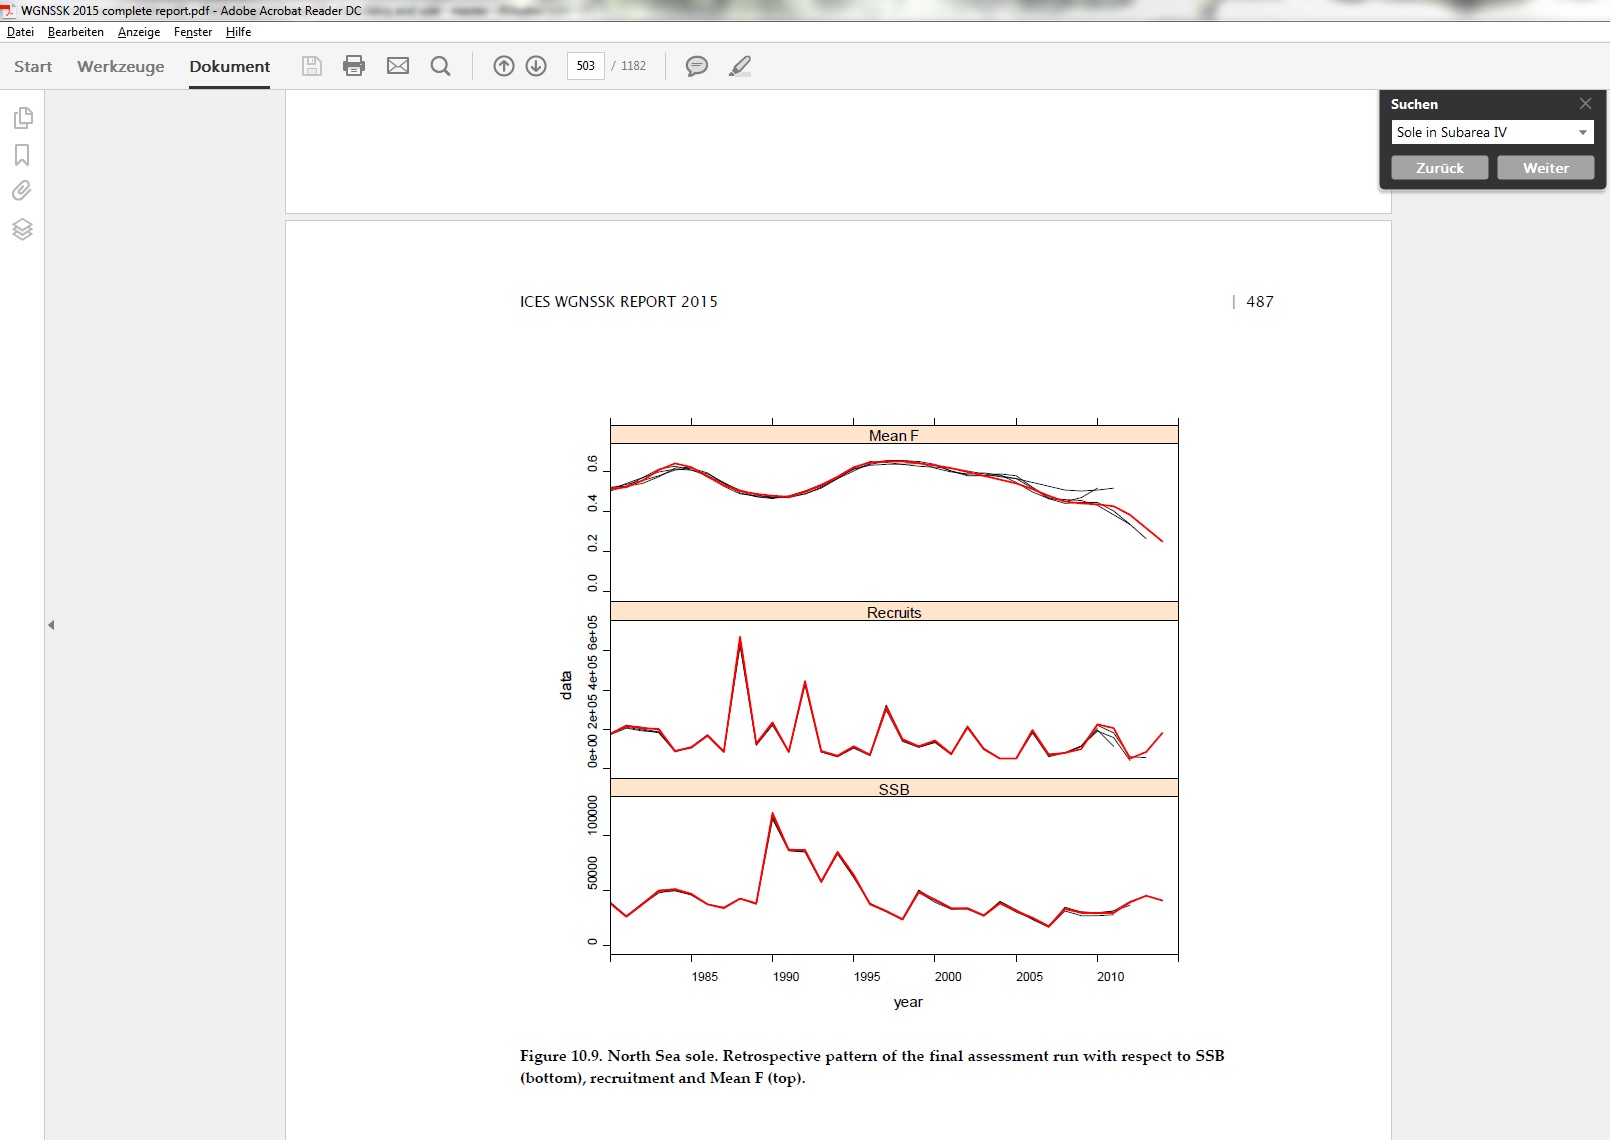 WGNSSK 2015 complete report.pdf - Adobe Acrobat Reader DC
Datei Bearbeiten Anzeige Fenster Hilfe
Start Werkzeuge Dokument 503 / 1182
Suchen
Sole in Subarea IV
Zurück Weiter
ICES WGNSSK REPORT 2015 | 487
Mean F
0.6
0.4
0.2
0.0
Recruits
6e+05
4e+05
2e+05
0e+00
data
SSB
100000
50000
0
1985 1990 1995 2000 2005 2010
year
Figure 10.9. North Sea sole. Retrospective pattern of the final assessment run with respect to SSB
(bottom), recruitment and Mean F (top).